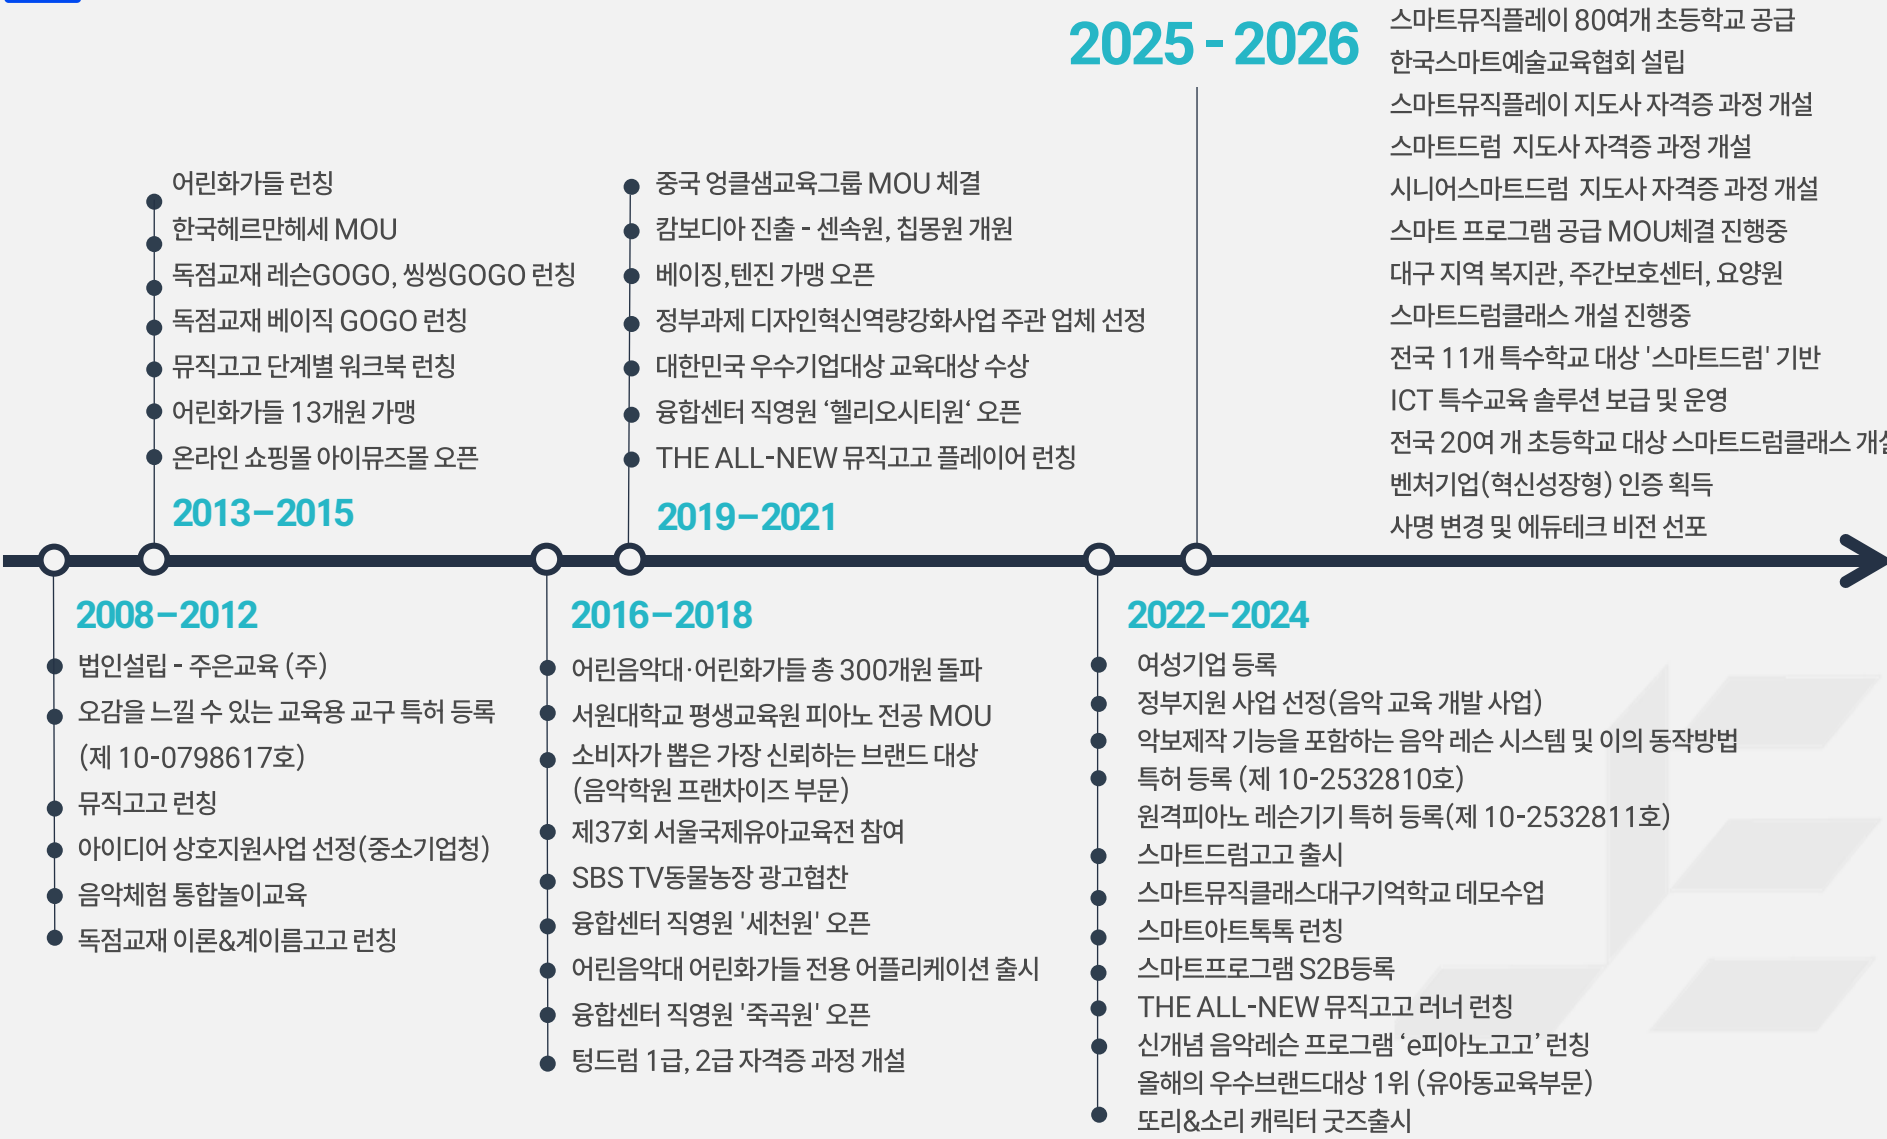 2025 - 2026
스마트뮤직플레이 80여개 초등학교 공급
한국스마트예술교육협회 설립
스마트뮤직플레이 지도사 자격증 과정 개설
스마트드럼 지도사 자격증 과정 개설
시니어스마트드럼 지도사 자격증 과정 개설
스마트 프로그램 공급 MOU체결 진행중
대구 지역 복지관, 주간보호센터, 요양원
스마트드럼클래스 개설 진행중
전국 11개 특수학교 대상 '스마트드럼' 기반
ICT 특수교육 솔루션 보급 및 운영
전국 20여 개 초등학교 대상 스마트드럼클래스 개설
벤처기업(혁신성장형) 인증 획득
사명 변경 및 에듀테크 비전 선포
어린화가들 런칭
한국헤르만헤세 MOU
독점교재 레슨GOGO, 씽씽GOGO 런칭
독점교재 베이직 GOGO 런칭
뮤직고고 단계별 워크북 런칭
어린화가들 13개원 가맹
온라인 쇼핑몰 아이뮤즈몰 오픈
2013–2015
중국 엉클샘교육그룹 MOU 체결
캄보디아 진출 - 센속원, 칩몽원 개원
베이징,텐진 가맹 오픈
정부과제 디자인혁신역량강화사업 주관 업체 선정
대한민국 우수기업대상 교육대상 수상
융합센터 직영원 ‘헬리오시티원‘ 오픈
THE ALL-NEW 뮤직고고 플레이어 런칭
2019–2021
2008–2012
법인설립 - 주은교육 (주)
오감을 느낄 수 있는 교육용 교구 특허 등록
(제 10-0798617호)
뮤직고고 런칭
아이디어 상호지원사업 선정(중소기업청)
음악체험 통합놀이교육
독점교재 이론&계이름고고 런칭
2016–2018
어린음악대·어린화가들 총 300개원 돌파
서원대학교 평생교육원 피아노 전공 MOU
소비자가 뽑은 가장 신뢰하는 브랜드 대상
(음악학원 프랜차이즈 부문)
제37회 서울국제유아교육전 참여
SBS TV동물농장 광고협찬
융합센터 직영원 '세천원' 오픈
어린음악대 어린화가들 전용 어플리케이션 출시
융합센터 직영원 '죽곡원' 오픈
텅드럼 1급, 2급 자격증 과정 개설
2022–2024
여성기업 등록
정부지원 사업 선정(음악 교육 개발 사업)
악보제작 기능을 포함하는 음악 레슨 시스템 및 이의 동작방법
특허 등록 (제 10-2532810호)
원격피아노 레슨기기 특허 등록(제 10-2532811호)
스마트드럼고고 출시
스마트뮤직클래스대구기억학교 데모수업
스마트아트톡톡 런칭
스마트프로그램 S2B등록
THE ALL-NEW 뮤직고고 러너 런칭
신개념 음악레슨 프로그램 ‘e피아노고고’ 런칭
올해의 우수브랜드대상 1위 (유아동교육부문)
또리&소리 캐릭터 굿즈출시